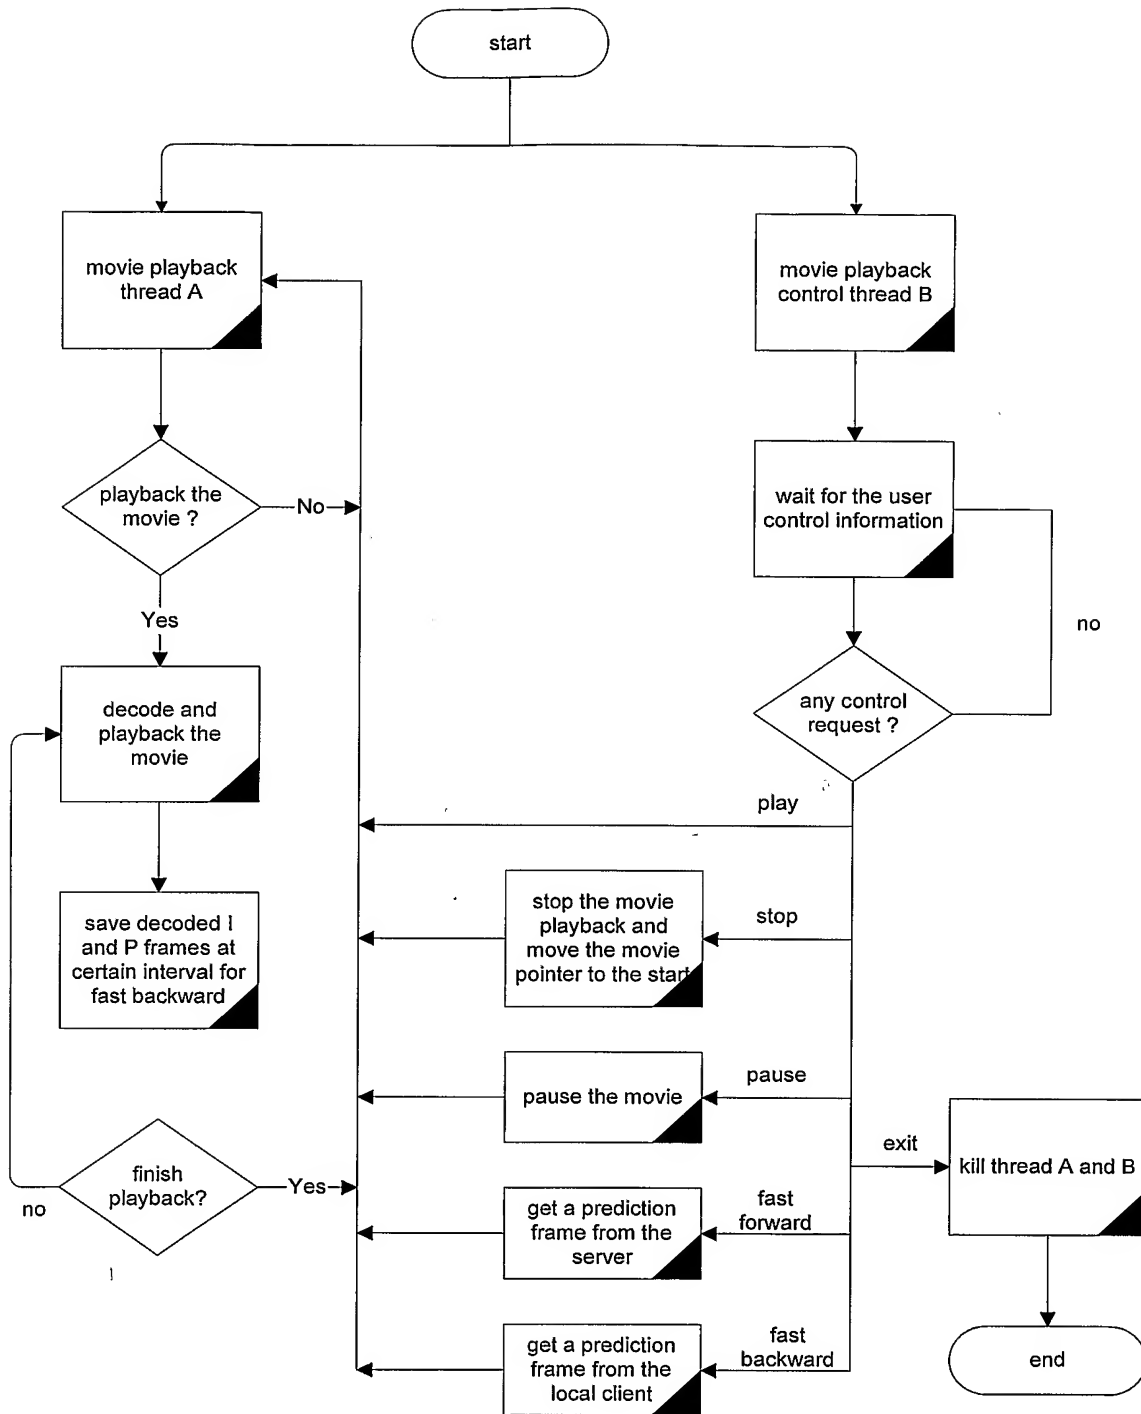 start
movie playback
thread A
movie playback
control thread B
playback the
movie ?
No
Yes
wait for the user
control information
no
any control
request ?
decode and
playback the
movie
play
save decoded I
and P frames at
certain interval for
fast backward
stop the movie
playback and
move the movie
pointer to the start
stop
pause the movie
pause
finish
playback?
Yes
no
exit
kill thread A and B
get a prediction
frame from the
server
fast
forward
get a prediction
frame from the
local client
fast
backward
end